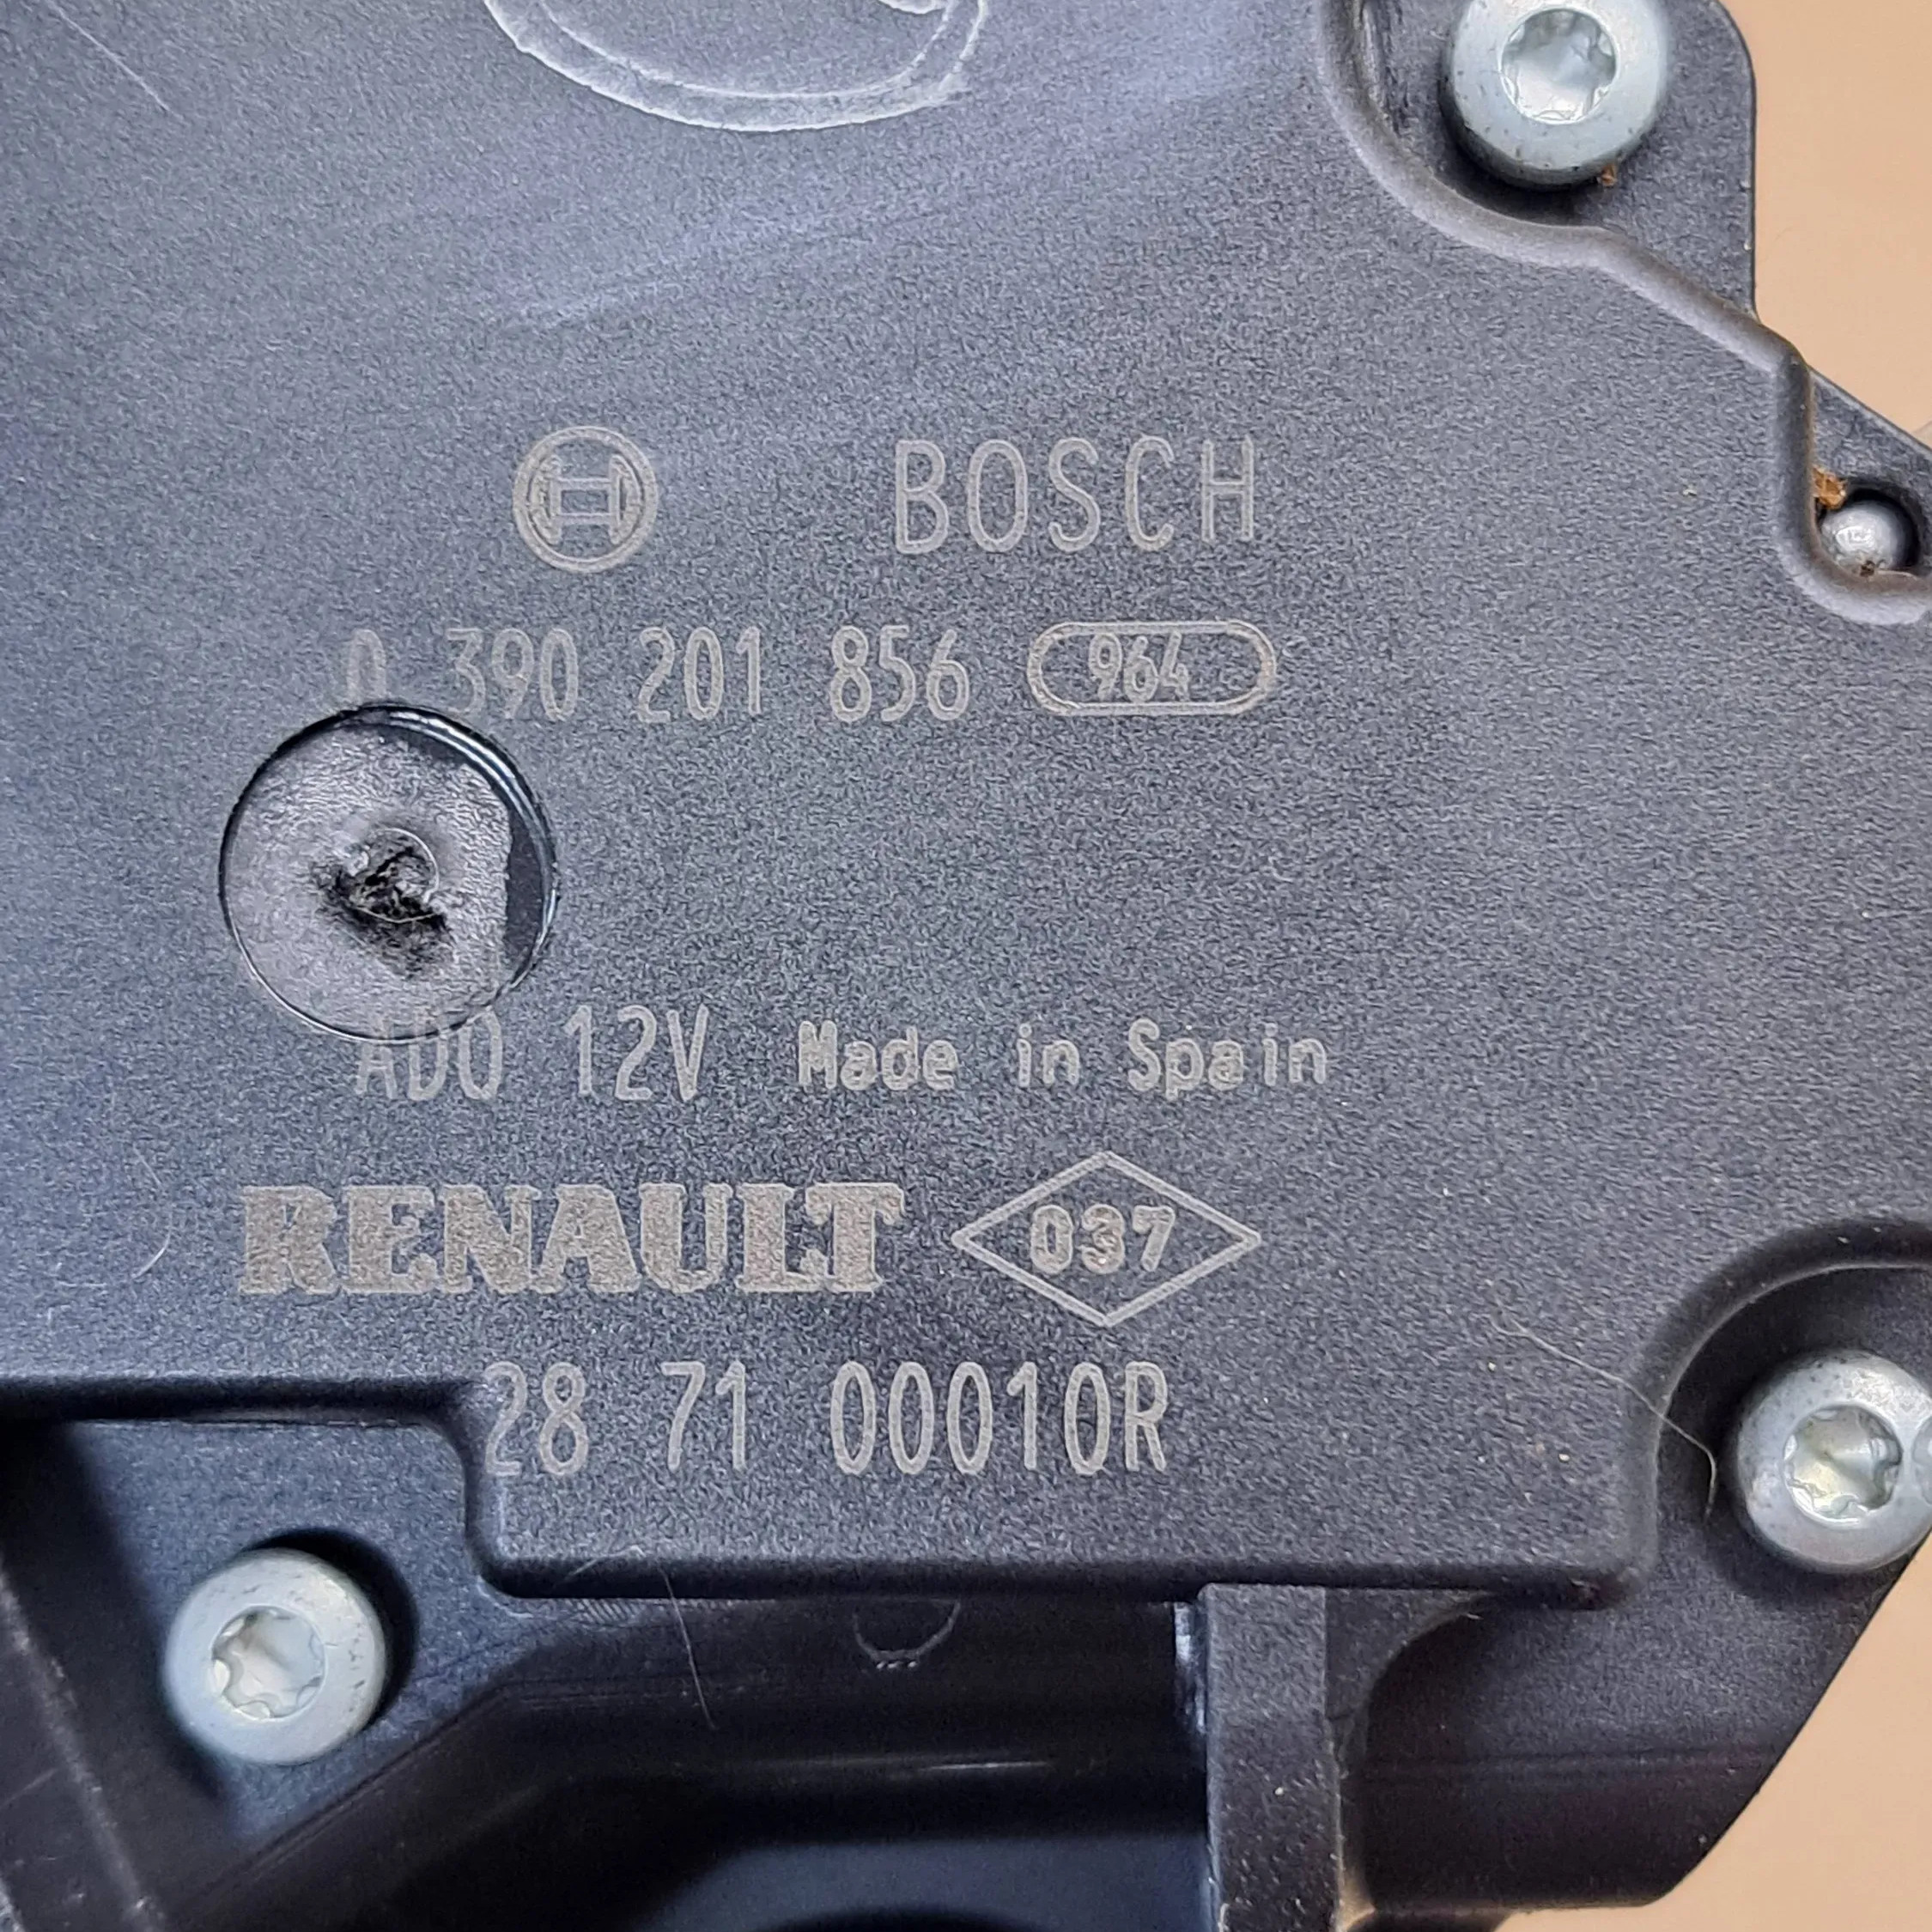 BOSCH
0 390 201 856 964
ADO 12V Made in Spain
RENAULT 037
28 71 00010R